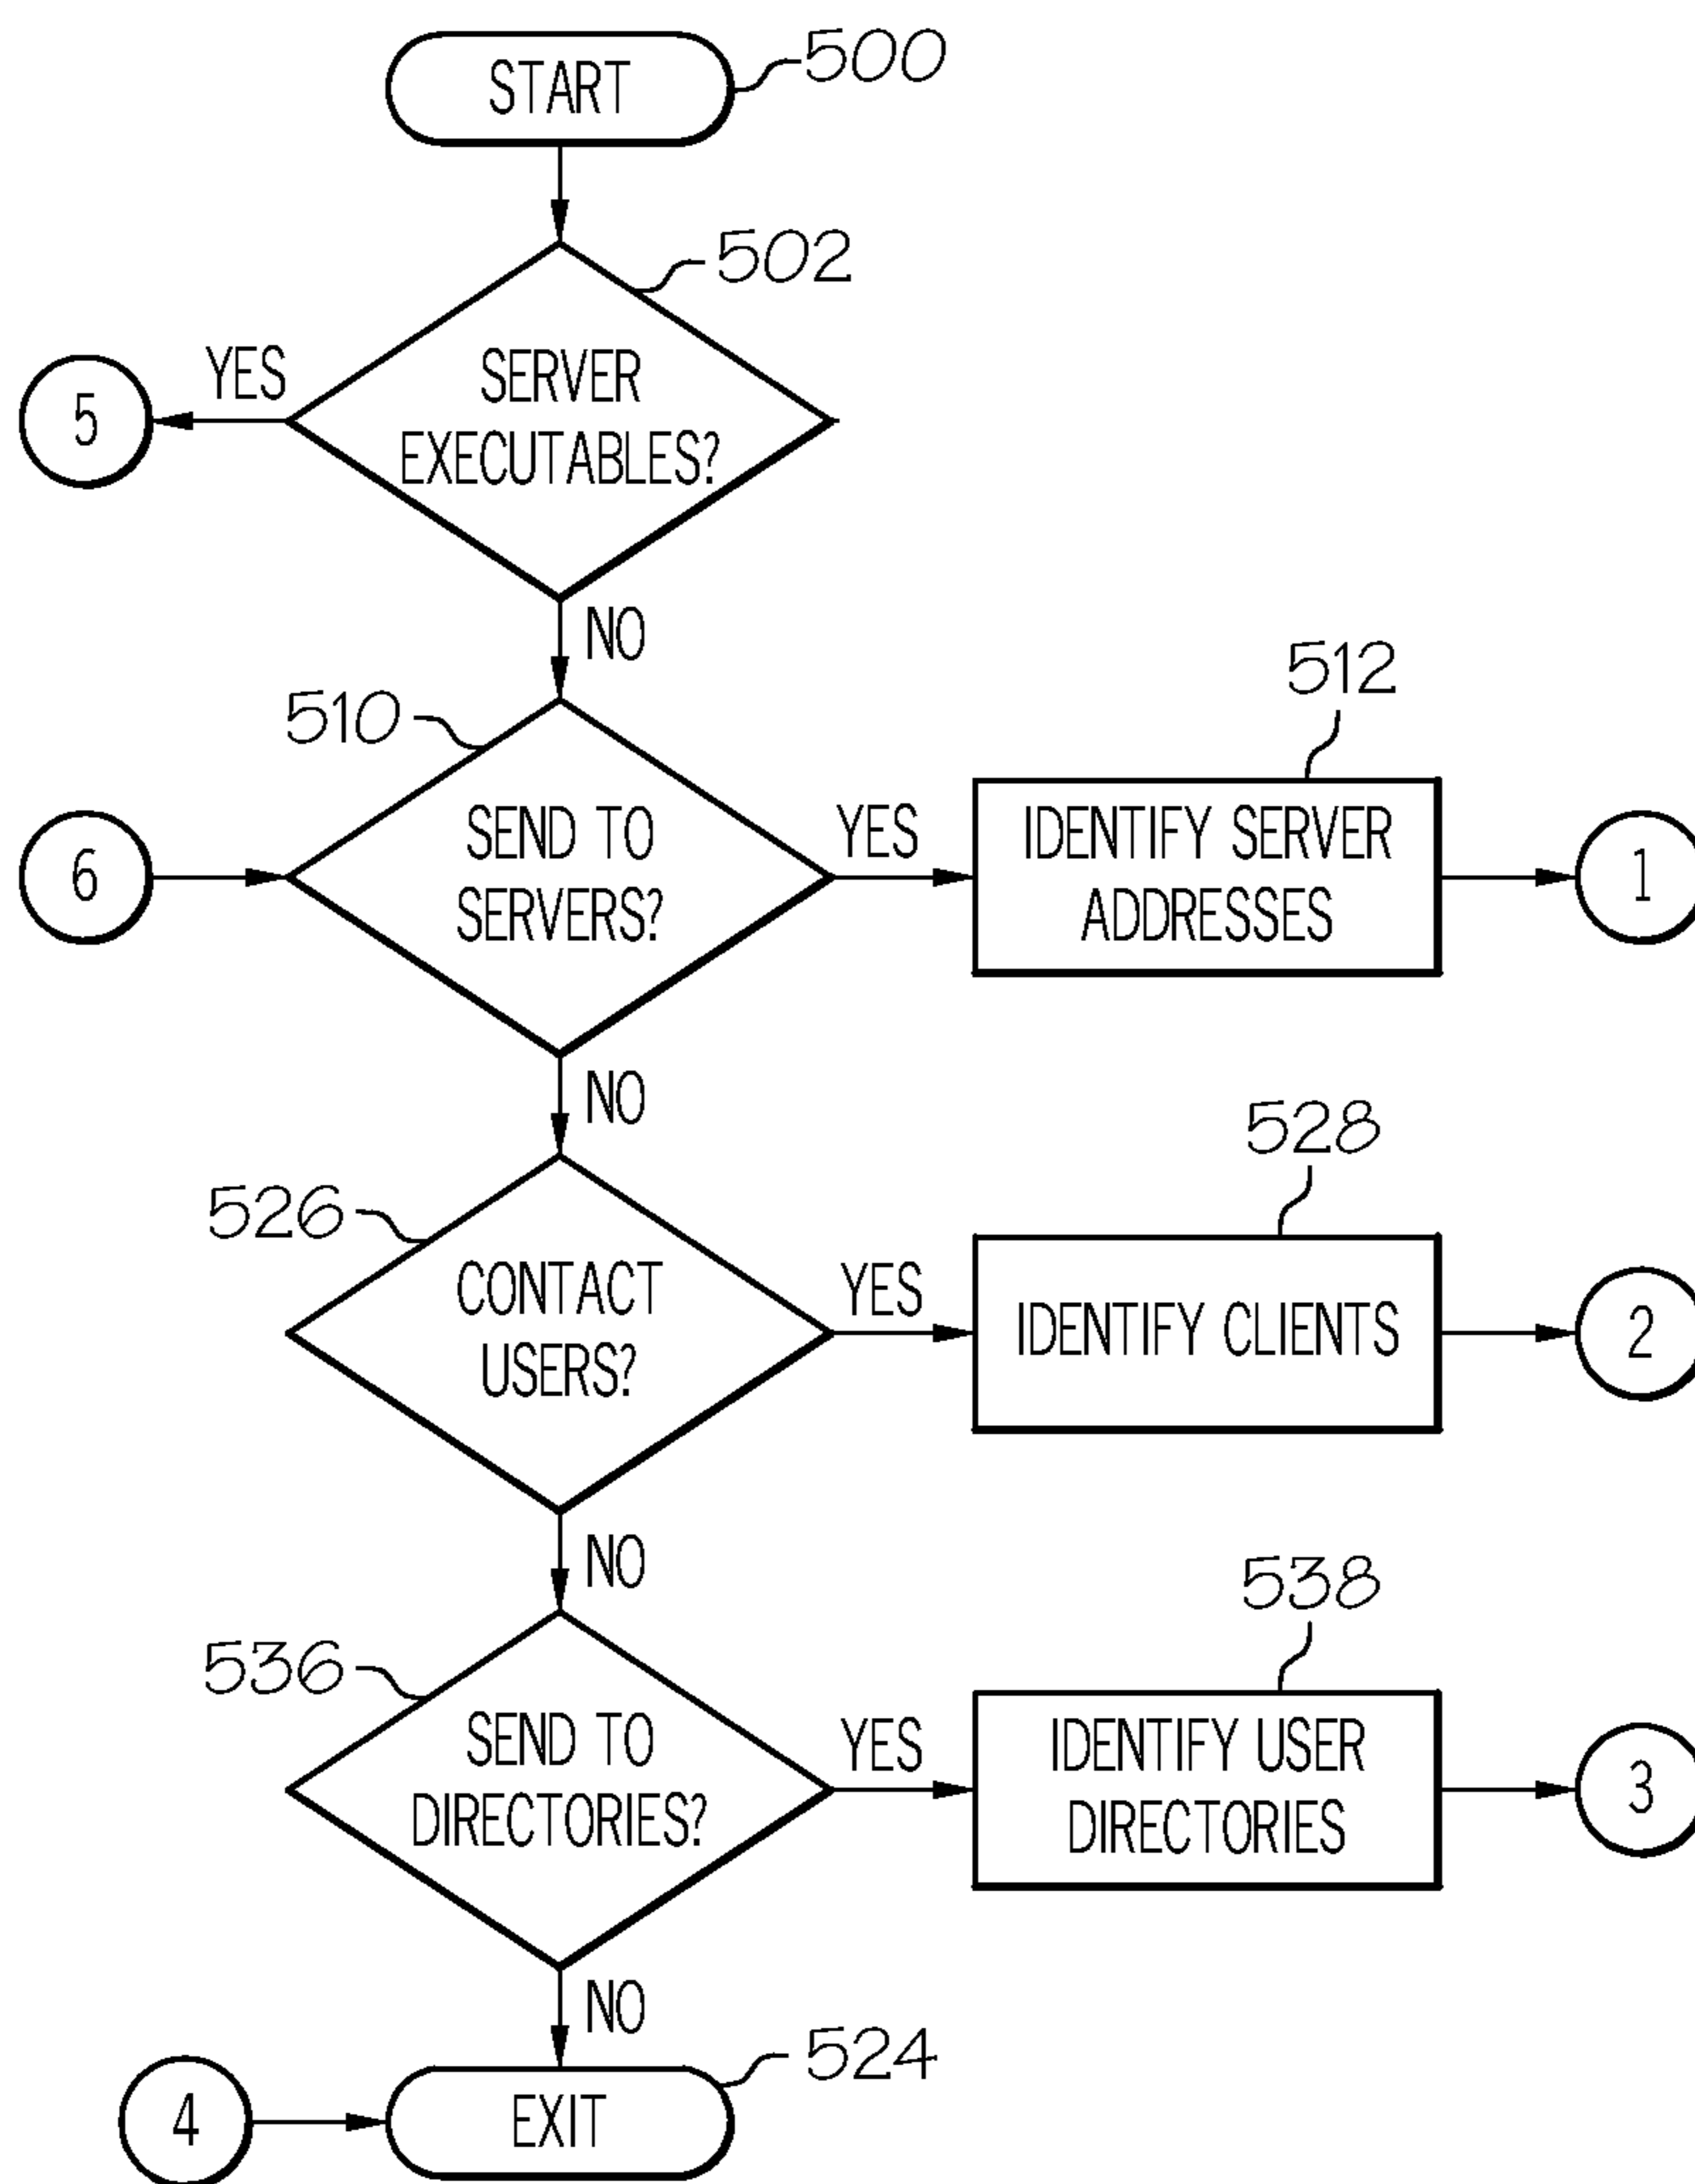 START
500
502
YES
5
SERVER
EXECUTABLES?
NO
510
512
6
SEND TO
SERVERS?
YES
IDENTIFY SERVER
ADDRESSES
1
NO
526
528
CONTACT
USERS?
YES
IDENTIFY CLIENTS
2
NO
536
538
SEND TO
DIRECTORIES?
YES
IDENTIFY USER
DIRECTORIES
3
NO
524
4
EXIT